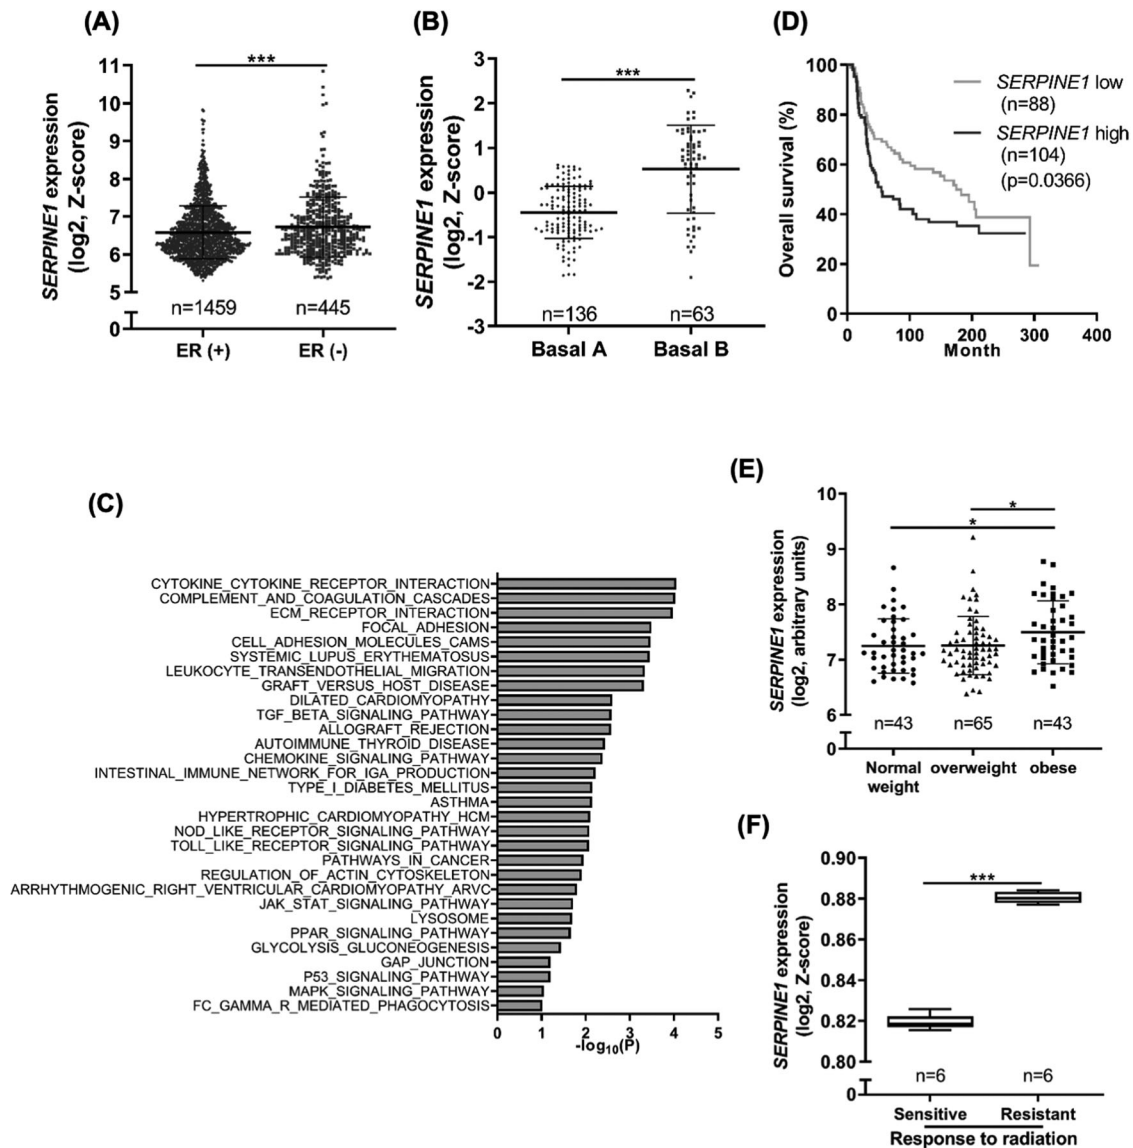 (A)
SERPINE1 expression
(log2, Z-score)
11
10
9
8
7
6
5
0
***
n=1459
n=445
ER (+)
ER (-)
(B)
SERPINE1 expression
(log2, Z-score)
3
2
1
0
-1
-2
-3
***
n=136
n=63
Basal A
Basal B
(D)
Overall survival (%)
100
80
60
40
20
0
SERPINE1 low
(n=88)
SERPINE1 high
(n=104)
(p=0.0366)
0
100
200
300
400
Month
(C)
CYTOKINE_CYTOKINE_RECEPTOR_INTERACTION
COMPLEMENT_AND_COAGULATION_CASCADES
ECM_RECEPTOR_INTERACTION
FOCAL_ADHESION
CELL_ADHESION_MOLECULES_CAMS
SYSTEMIC_LUPUS_ERYTHEMATOSUS
LEUKOCYTE_TRANSENDOTHELIAL_MIGRATION
GRAFT_VERSUS_HOST_DISEASE
DILATED_CARDIOMYOPATHY
TGF_BETA_SIGNALING_PATHWAY
ALLOGRAFT_REJECTION
AUTOIMMUNE_THYROID_DISEASE
CHEMOKINE_SIGNALING_PATHWAY
INTESTINAL_IMMUNE_NETWORK_FOR_IGA_PRODUCTION
TYPE_I_DIABETES_MELLITUS
ASTHMA
HYPERTROPHIC_CARDIOMYOPATHY_HCM
NOD_LIKE_RECEPTOR_SIGNALING_PATHWAY
TOLL_LIKE_RECEPTOR_SIGNALING_PATHWAY
PATHWAYS_IN_CANCER
REGULATION_OF_ACTIN_CYTOSKELETON
ARRHYTHMOGENIC_RIGHT_VENTRICULAR_CARDIOMYOPATHY_ARVC
JAK_STAT_SIGNALING_PATHWAY
LYSOSOME
PPAR_SIGNALING_PATHWAY
GLYCOLYSIS_GLUCONEOGENESIS
GAP_JUNCTION
P53_SIGNALING_PATHWAY
MAPK_SIGNALING_PATHWAY
FC_GAMMA_R_MEDIATED_PHAGOCYTOSIS
0
1
2
3
4
5
-log10(P)
(E)
SERPINE1 expression
(log2, arbitrary units)
10
9
8
7
6
0
*
*
n=43
n=65
n=43
Normal
weight
overweight
obese
(F)
SERPINE1 expression
(log2, Z-score)
0.90
0.88
0.86
0.84
0.82
0.80
0
***
n=6
n=6
Sensitive
Resistant
Response to radiation